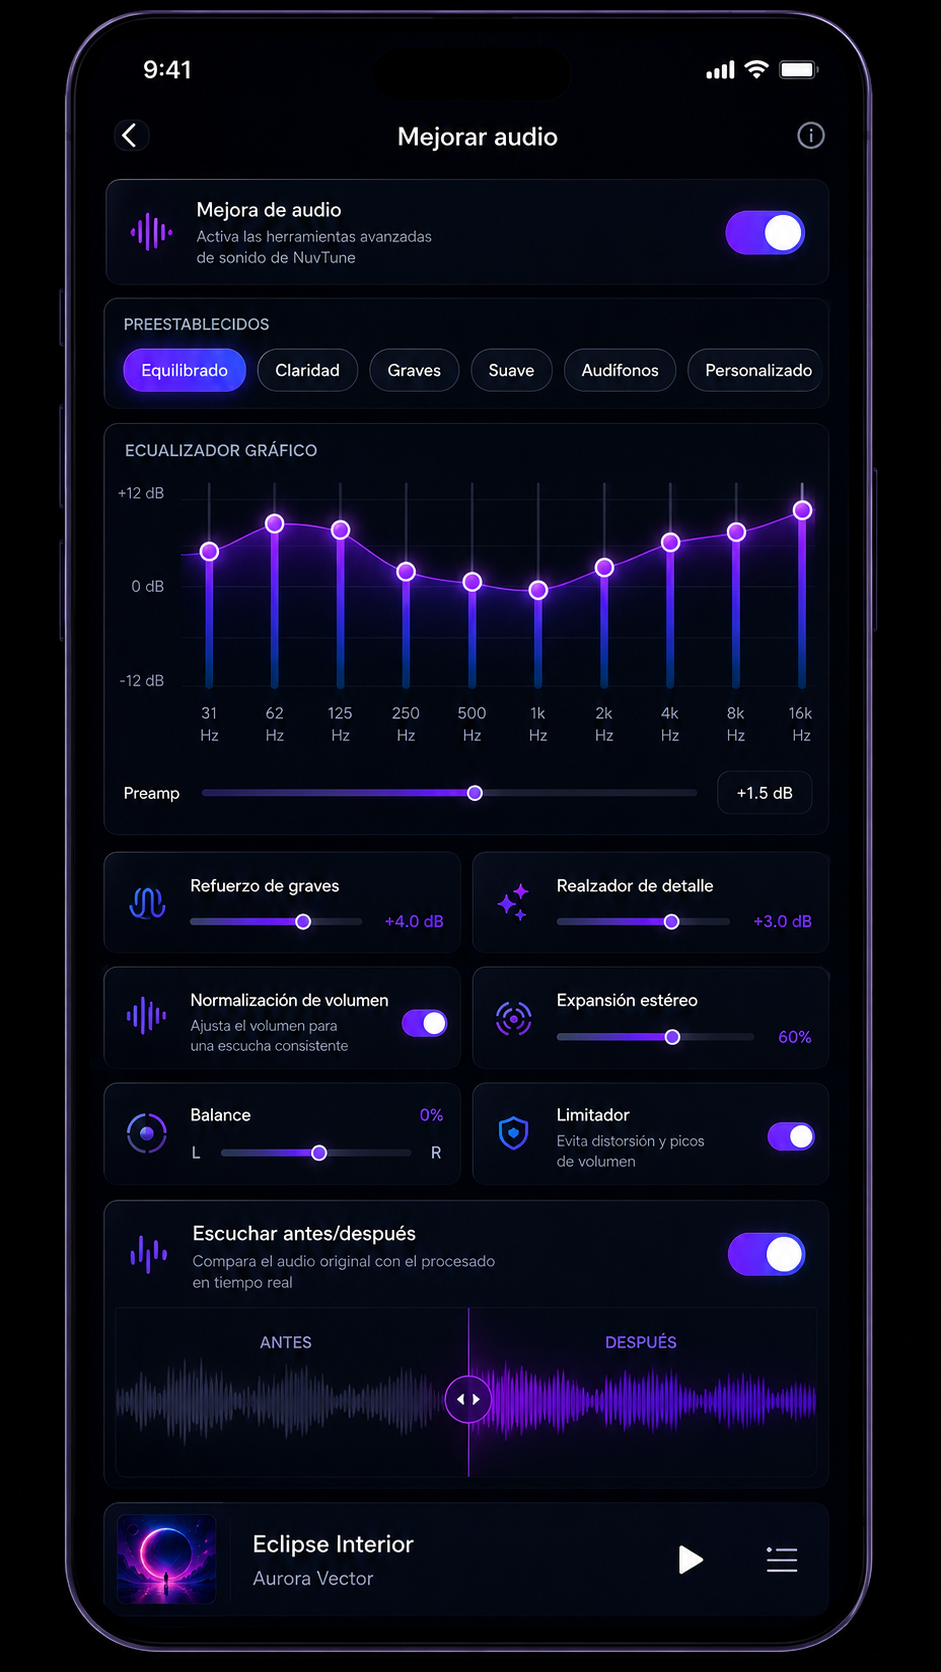 9:41
Mejorar audio
Mejora de audio
Activa las herramientas avanzadas
de sonido de NuvTune
PREESTABLECIDOS
Equilibrado Claridad Graves Suave Audífonos Personalizado
ECUALIZADOR GRÁFICO
+12 dB
0 dB
-12 dB
31 62 125 250 500 1k 2k 4k 8k 16k
Hz Hz Hz Hz Hz Hz Hz Hz Hz Hz
Preamp +1.5 dB
Refuerzo de graves
+4.0 dB
Realzador de detalle
+3.0 dB
Normalización de volumen
Ajusta el volumen para
una escucha consistente
Expansión estéreo
60%
Balance 0%
L R
Limitador
Evita distorsión y picos
de volumen
Escuchar antes/después
Compara el audio original con el procesado
en tiempo real
ANTES DESPUÉS
Eclipse Interior
Aurora Vector